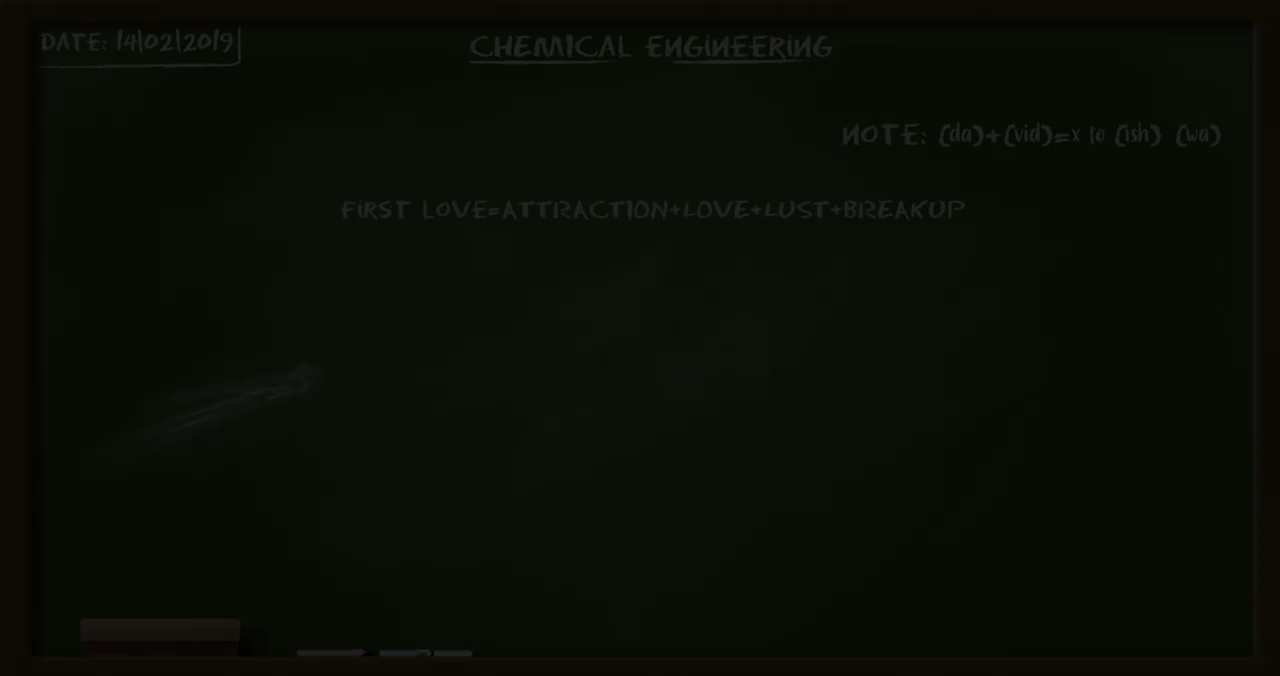 DATE: 14|02|2019
CHEMICAL ENGINEERING
NOTE: (da)+(vid)=x to (ish) (wa)
FIRST LOVE=ATTRACTION+LOVE+LUST+BREAKUP